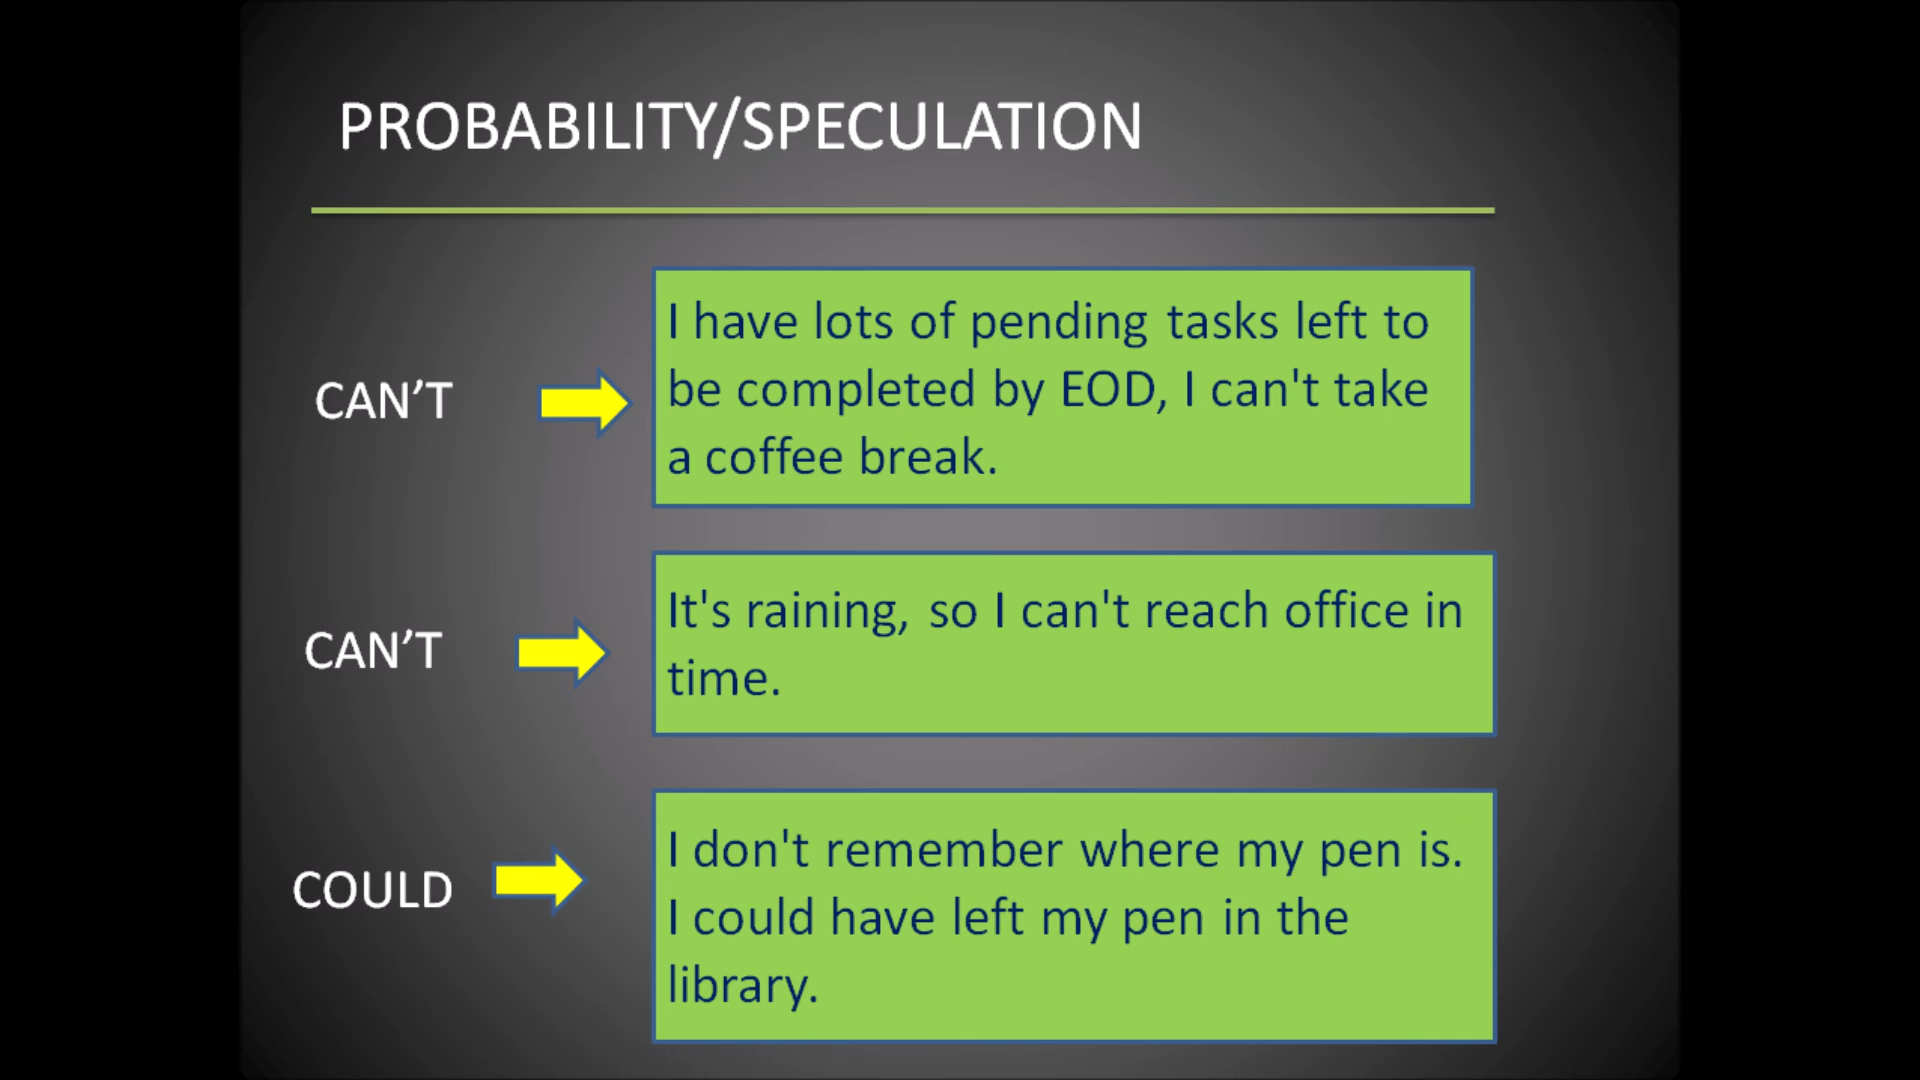 PROBABILITY/SPECULATION
CAN’T
I have lots of pending tasks left to
be completed by EOD, I can't take
a coffee break.
CAN’T
It's raining, so I can't reach office in
time.
COULD
I don't remember where my pen is.
I could have left my pen in the
library.